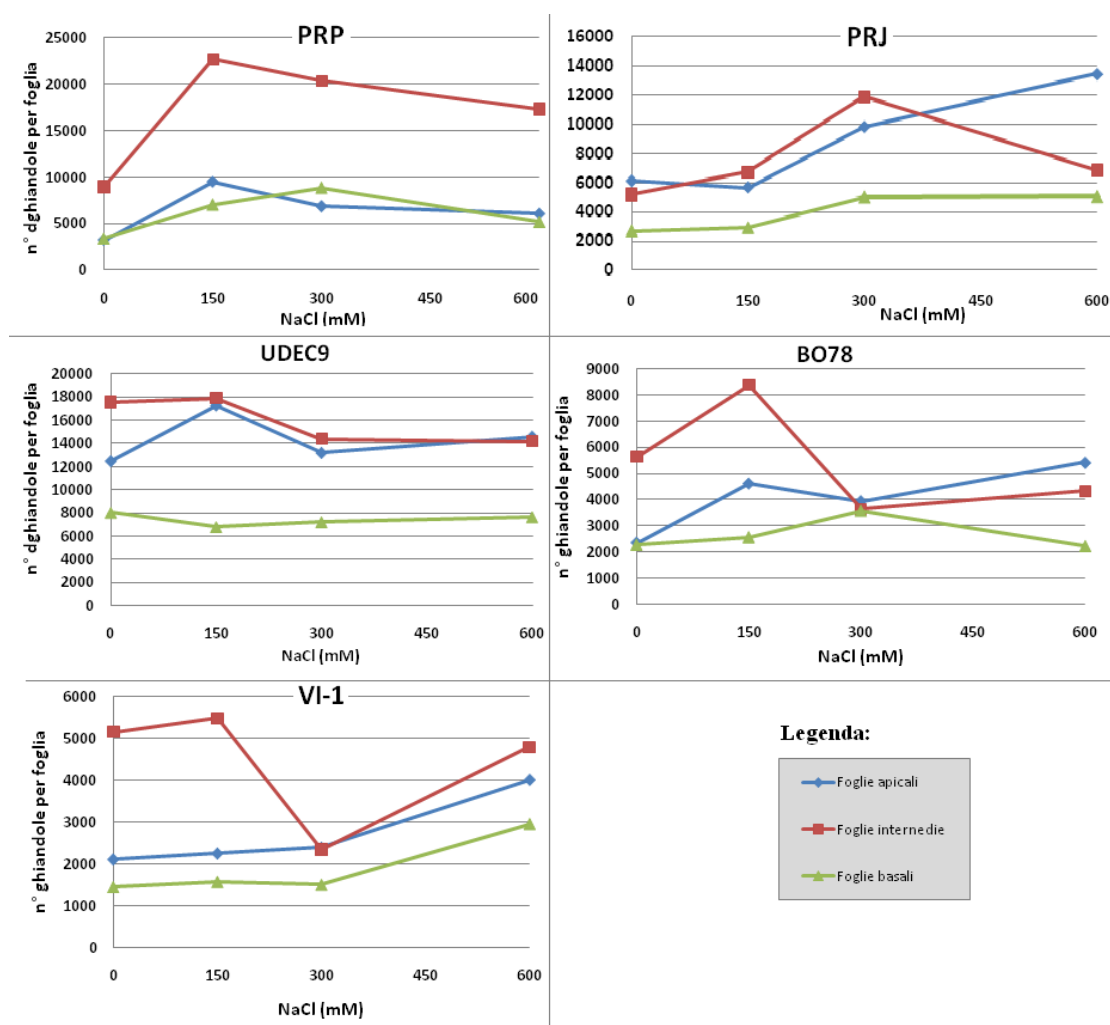 PRP
n° dghiandole per foglia
25000
20000
15000
10000
5000
0
0 150 300 450 600
NaCl (mM)
PRJ
16000
14000
12000
10000
8000
6000
4000
2000
0
0 150 300 450 600
NaCl (mM)
UDEC9
n° dghiandole per foglia
20000
18000
16000
14000
12000
10000
8000
6000
4000
2000
0
0 150 300 450 600
NaCl (mM)
BO78
n° ghiandole per foglia
9000
8000
7000
6000
5000
4000
3000
2000
1000
0
0 150 300 450 600
NaCl (mM)
VI-1
n° ghiandole per foglia
6000
5000
4000
3000
2000
1000
0
0 150 300 450 600
NaCl (mM)
Legenda:
Foglie apicali
Foglie internedie
Foglie basali